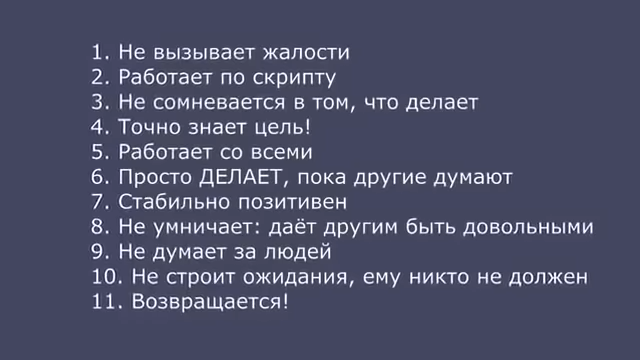 1. Не вызывает жалости
2. Работает по скрипту
3. Не сомневается в том, что делает
4. Точно знает цель!
5. Работает со всеми
6. Просто ДЕЛАЕТ, пока другие думают
7. Стабильно позитивен
8. Не умничает: даёт другим быть довольными
9. Не думает за людей
10. Не строит ожидания, ему никто не должен
11. Возвращается!